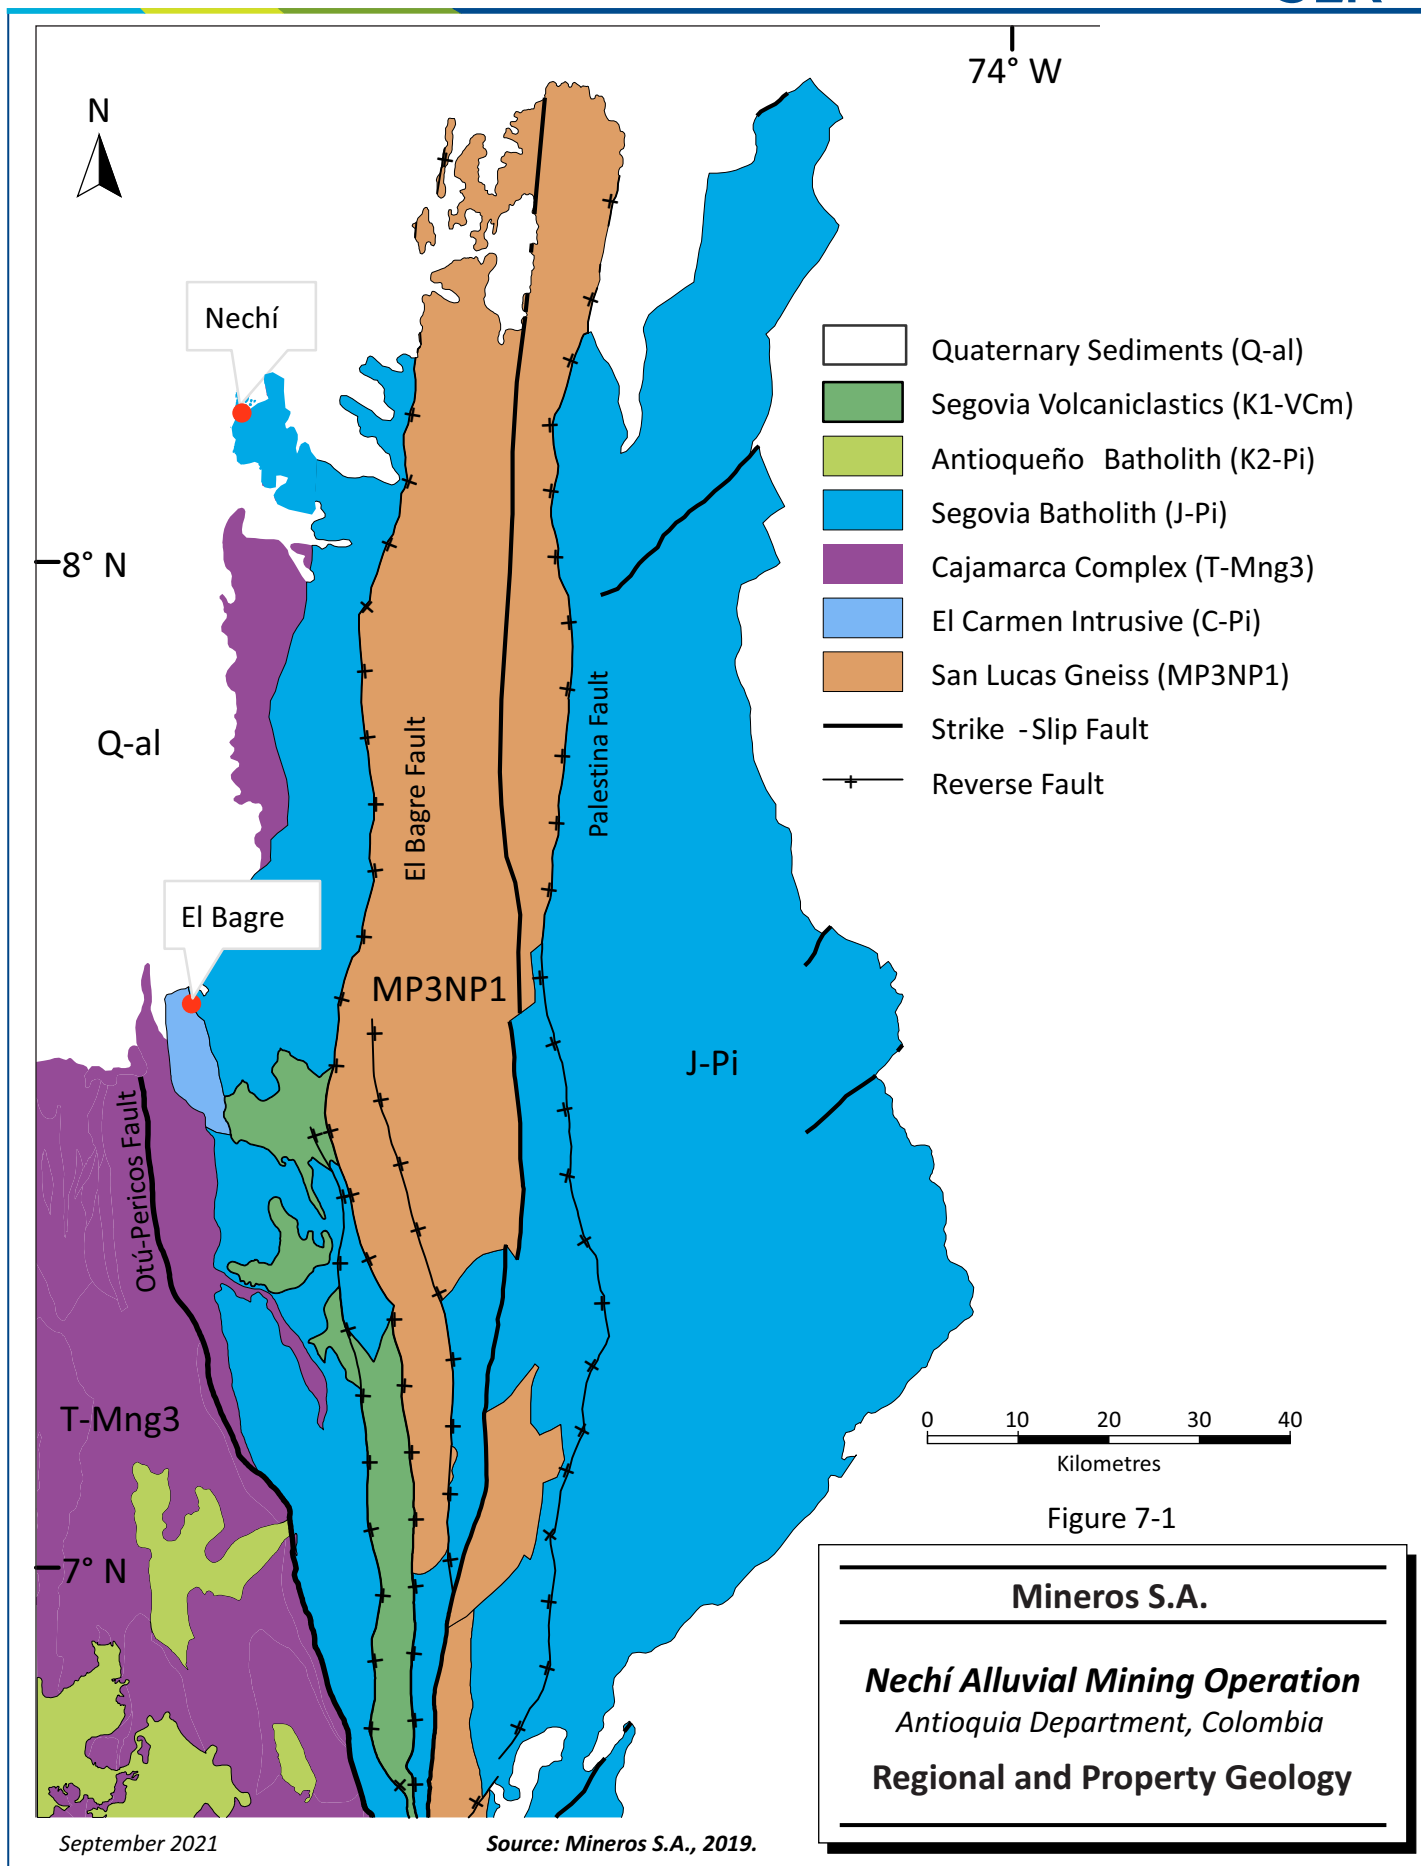 74° W
N
Nechí
Quaternary Sediments (Q-al)
Segovia Volcaniclastics (K1-VCm)
Antioqueño Batholith (K2-Pi)
Segovia Batholith (J-Pi)
8° N
Cajamarca Complex (T-Mng3)
El Carmen Intrusive (C-Pi)
San Lucas Gneiss (MP3NP1)
Strike - Slip Fault
Reverse Fault
Q-al
El Bagre Fault
Palestina Fault
El Bagre
MP3NP1
J-Pi
Otú-Pericos Fault
T-Mng3
0 10 20 30 40
Kilometres
Figure 7-1
7° N
Mineros S.A.
Nechí Alluvial Mining Operation
Antioquia Department, Colombia
Regional and Property Geology
September 2021
Source: Mineros S.A., 2019.